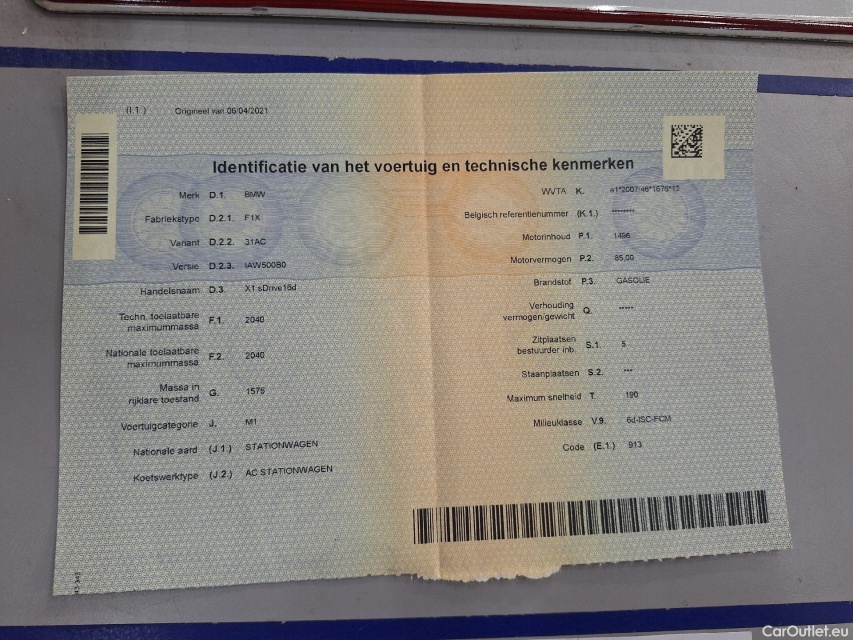 (I.1.) Origineel van 06/04/2021
Identificatie van het voertuig en technische kenmerken
Merk D.1. BMW
Fabriekstype D.2.1. F1X
Variant D.2.2. 31AC
Versie D.2.3. IAW500B0
Handelsnaam D.3 X1 sDrive16d
Techn. toelaatbare
maximummassa F.1. 2040
Nationale toelaatbare
maximummassa F.2. 2040
Massa in
rijklare toestand G. 1575
Voertuigcategorie J. M1
Nationale aard (J.1.) STATIONWAGEN
Koetswerktype (J.2.) AC STATIONWAGEN
WVTA K. e1*2007/46*1676*12
Belgisch referentienummer (K.1.) ********
Motorinhoud P.1. 1496
Motorvermogen P.2. 85,00
Brandstof P.3. GASOLIE
Verhouding
vermogen/gewicht Q. *****
Zitplaatsen
bestuurder inb. S.1. 5
Staanplaatsen S.2. ***
Maximum snelheid T. 190
Milieuklasse V.9. 6d-ISC-FCM
Code (E.1.) 913
CarOutlet.eu